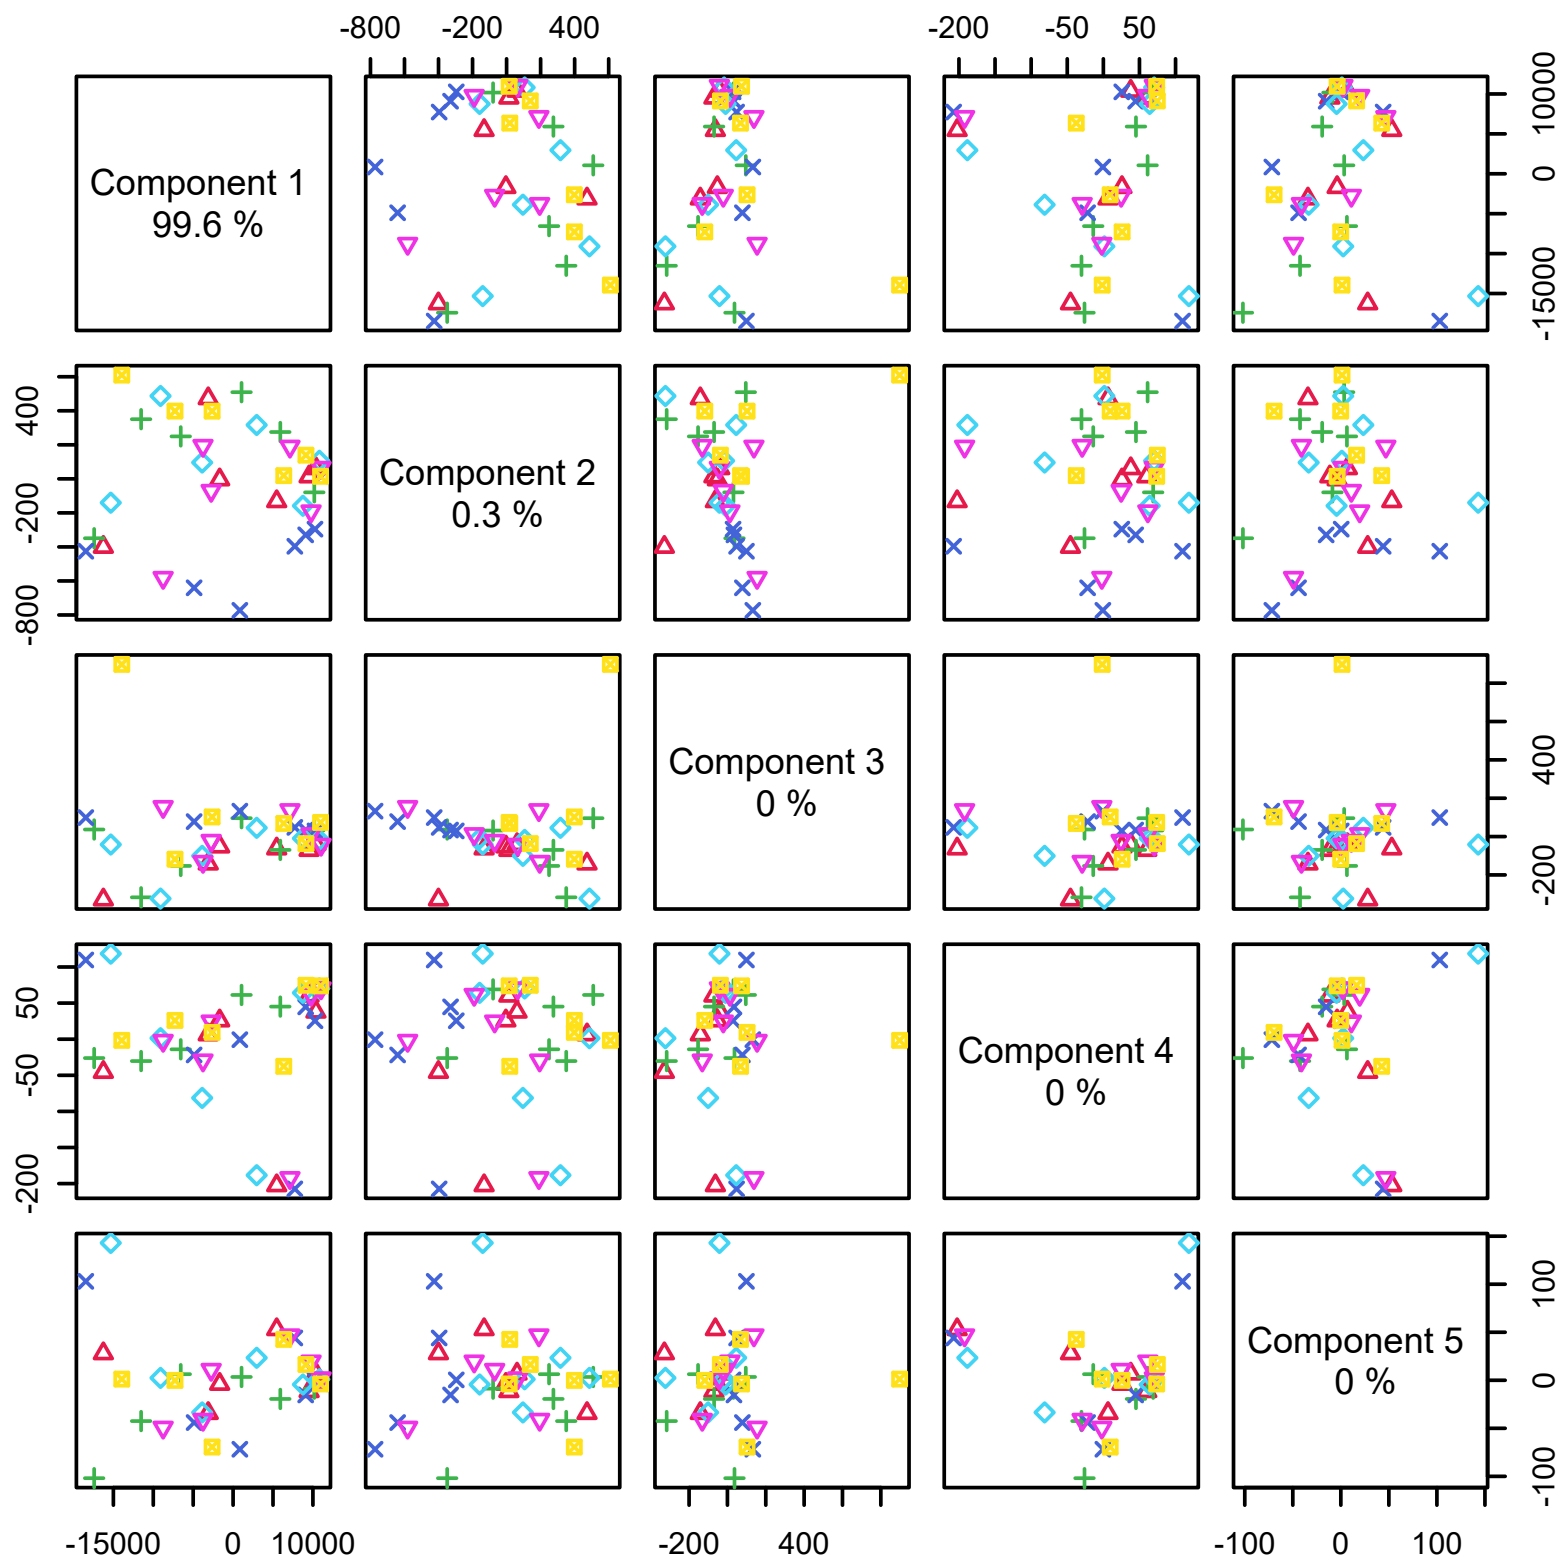 -800 -200 400 -200 -50 50
Component 1
99.6 %
-15000 0 10000
Component 2
0.3 %
-800 -200 400
Component 3
0 %
-200 400
Component 4
0 %
-200 -50 50
Component 5
0 %
-100 0 100
-15000 0 10000 -200 400 -100 0 100